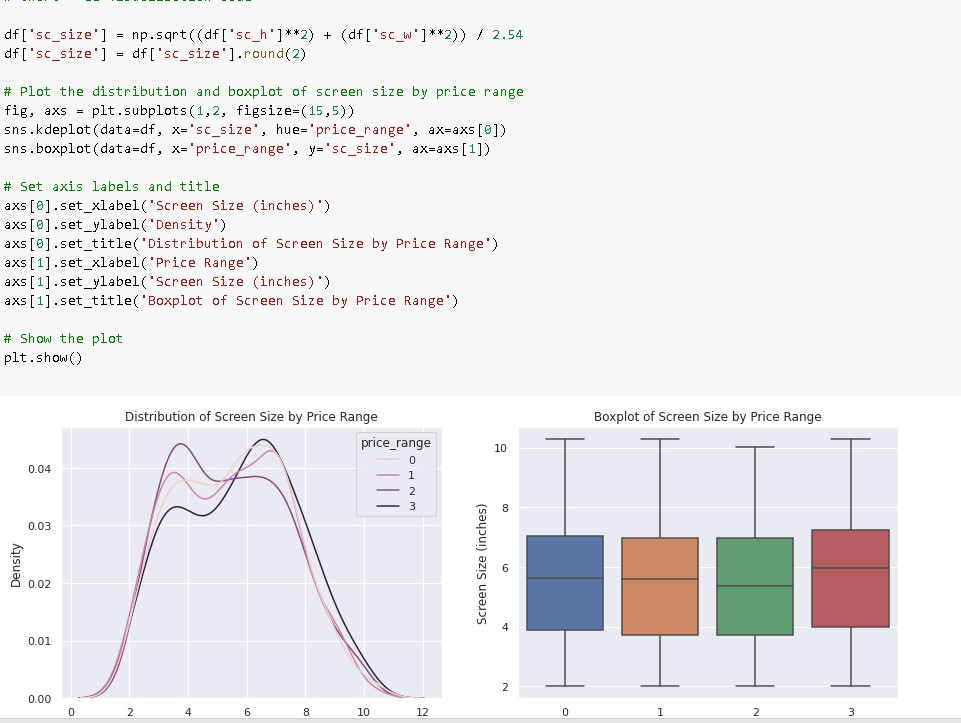 df['sc_size'] = np.sqrt((df['sc_h']**2) + (df['sc_w']**2)) / 2.54
df['sc_size'] = df['sc_size'].round(2)
# Plot the distribution and boxplot of screen size by price range
fig, axs = plt.subplots(1,2, figsize=(15,5))
sns.kdeplot(data=df, x='sc_size', hue='price_range', ax=axs[0])
sns.boxplot(data=df, x='price_range', y='sc_size', ax=axs[1])
# Set axis labels and title
axs[0].set_xlabel('Screen Size (inches)')
axs[0].set_ylabel('Density')
axs[0].set_title('Distribution of Screen Size by Price Range')
axs[1].set_xlabel('Price Range')
axs[1].set_ylabel('Screen Size (inches)')
axs[1].set_title('Boxplot of Screen Size by Price Range')
# Show the plot
plt.show()
Distribution of Screen Size by Price Range
price_range
0
1
2
3
0.04
0.03
0.02
0.01
0.00
Density
0 2 4 6 8 10 12
Boxplot of Screen Size by Price Range
10
8
6
4
2
Screen Size (inches)
0 1 2 3